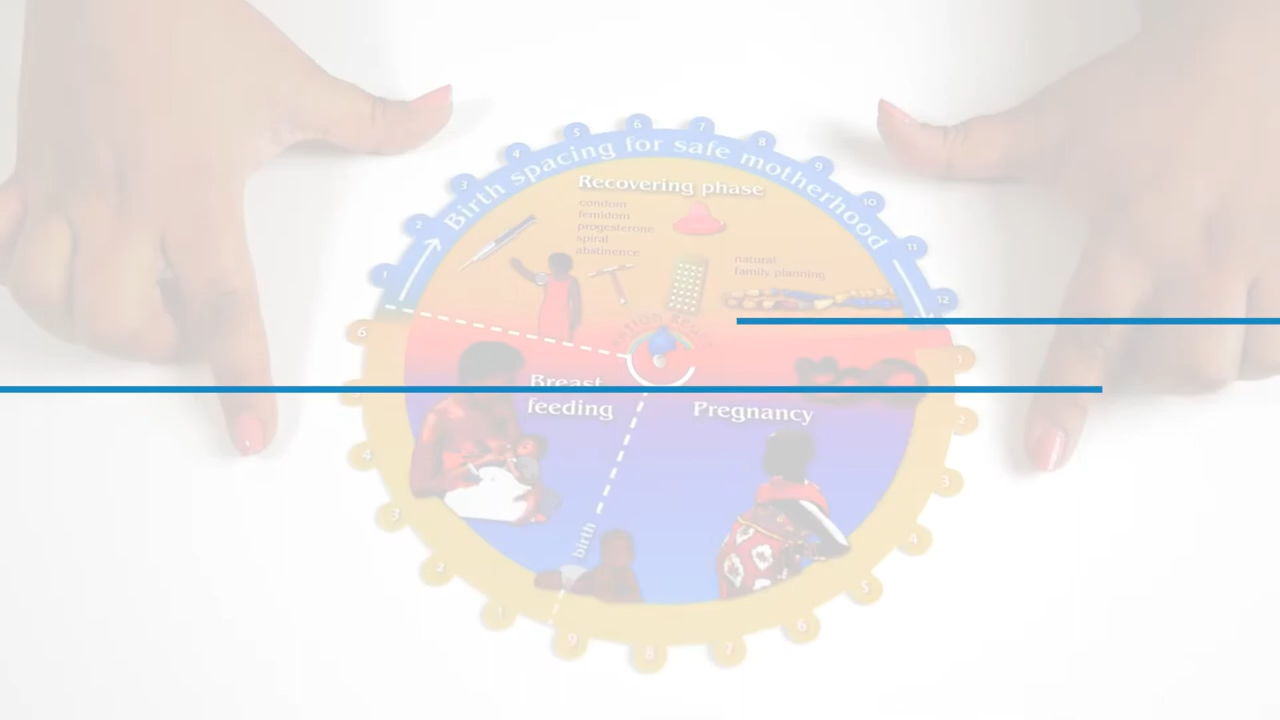 Birth spacing for safe motherhood
Recovering phase
condom
femidom
progesterone
spiral
abstinence
natural
family planning
Breast
feeding
Pregnancy
birth
1
2
3
4
5
6
7
8
9
10
11
12
1
2
3
4
5
6
7
8
9
1
2
3
4
6